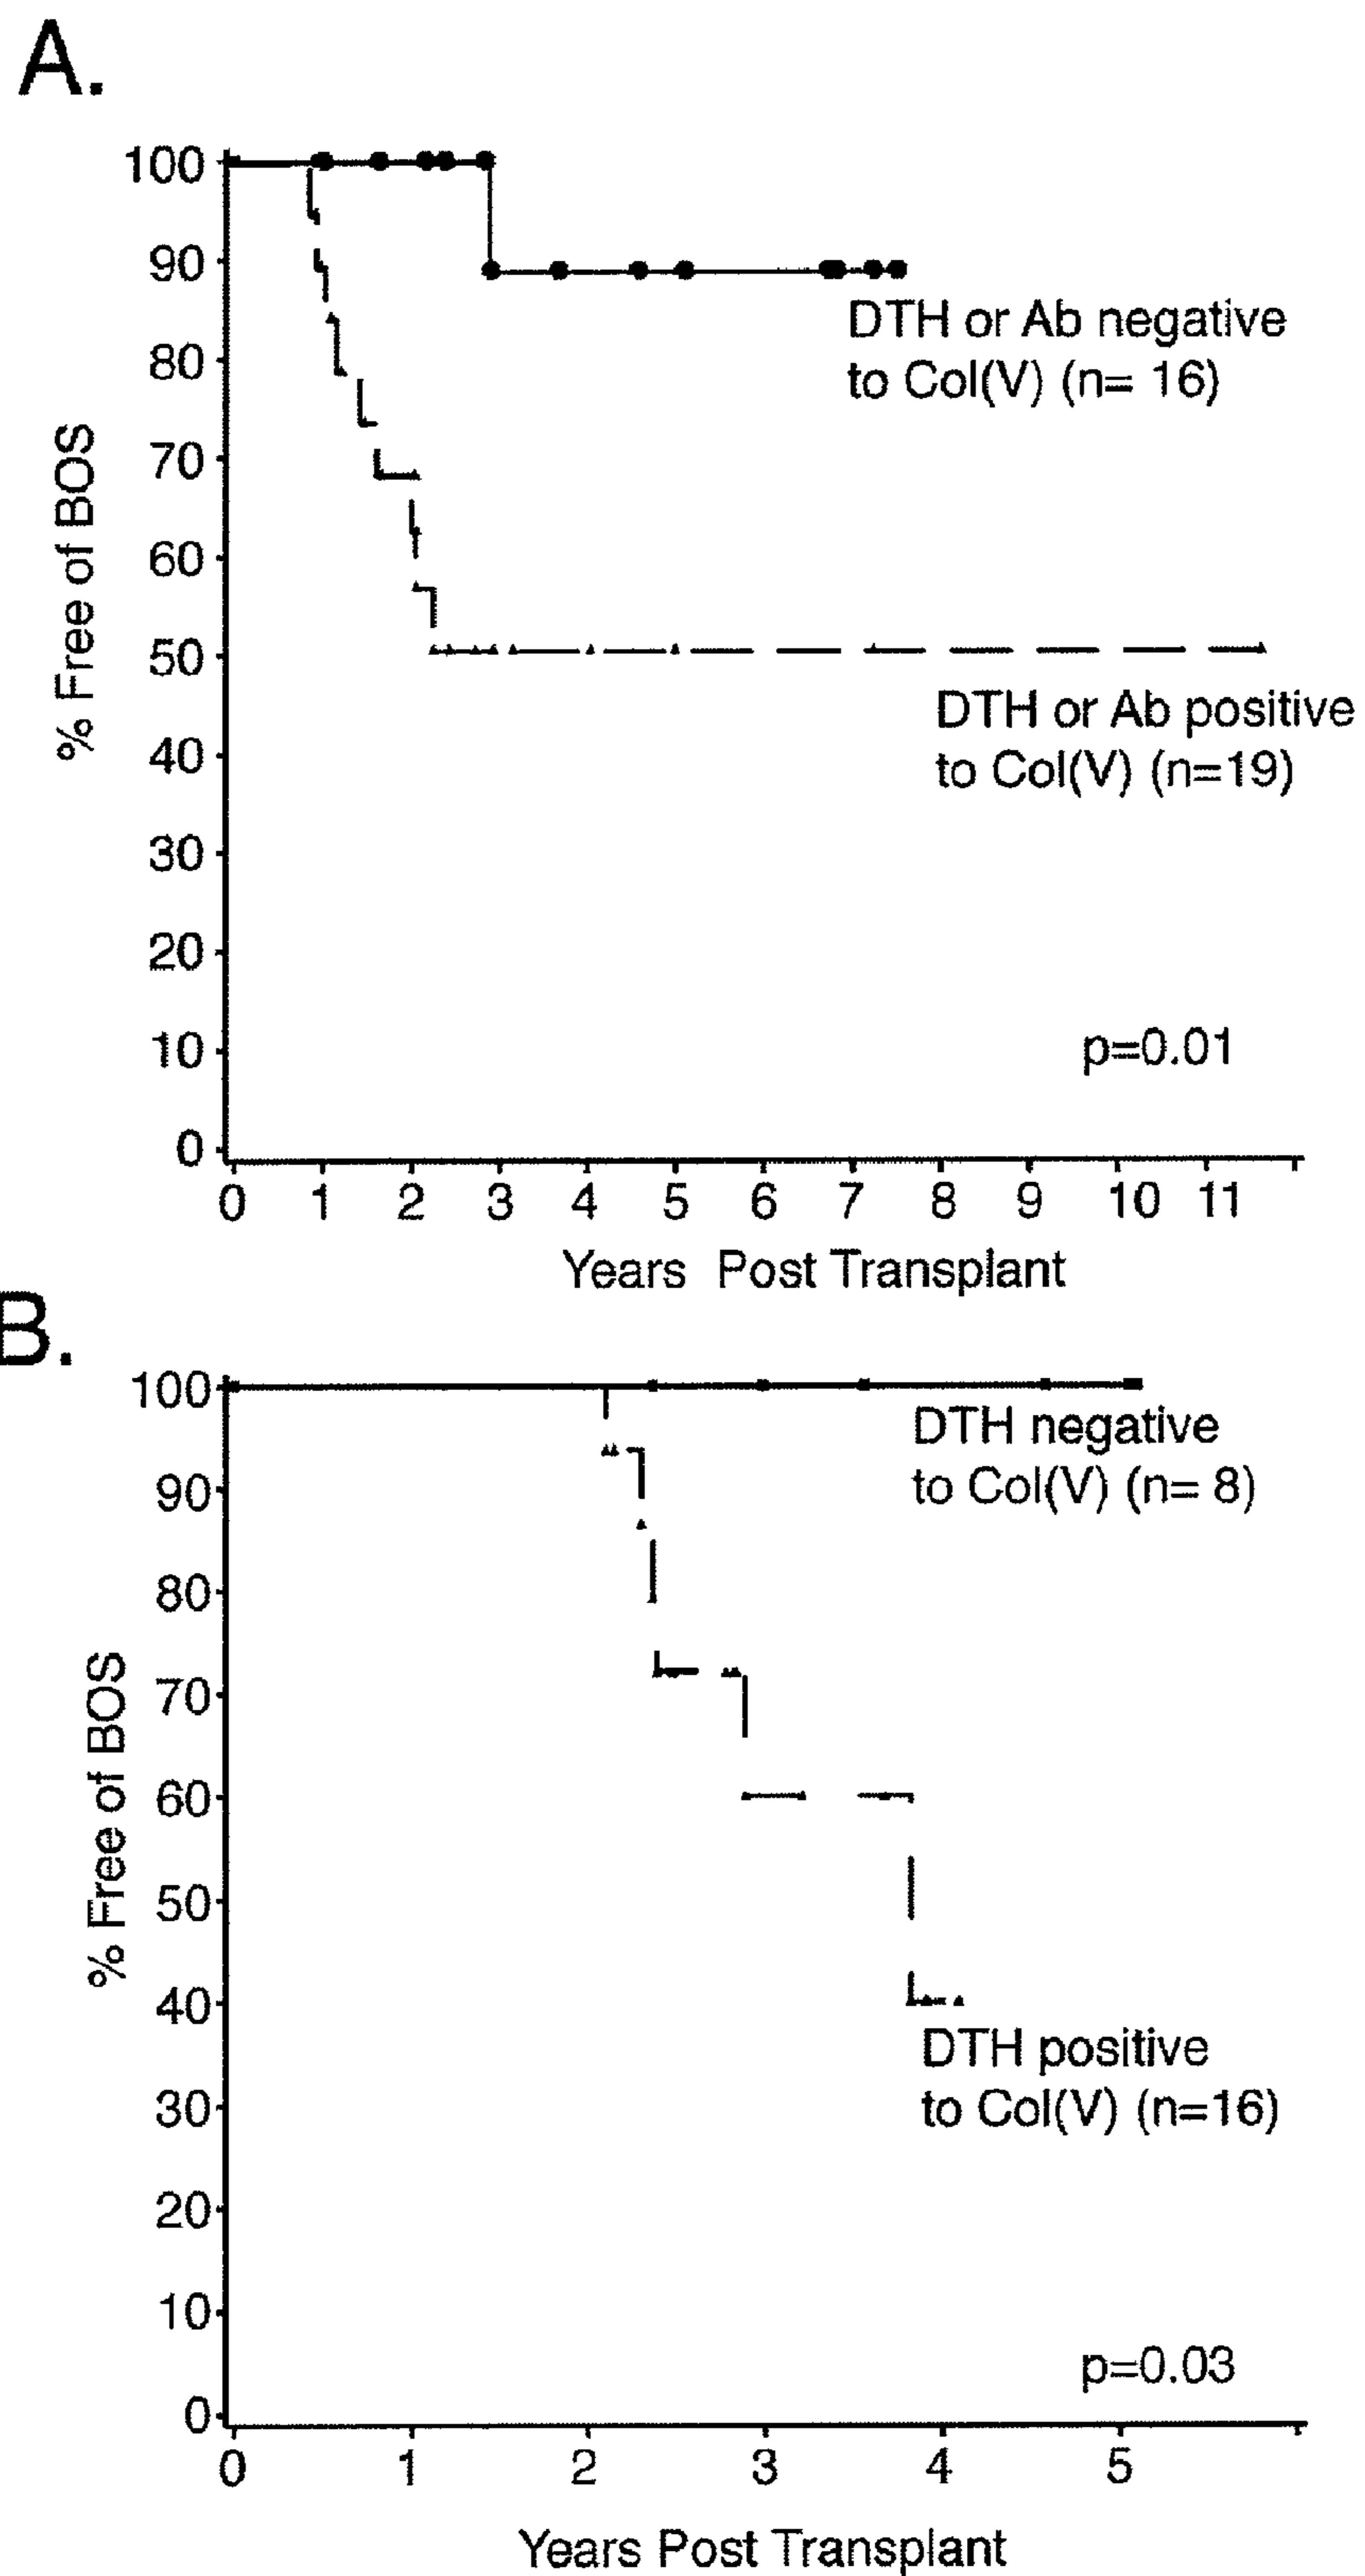 A.
100
90
80
70
60
50
40
30
20
10
0
% Free of BOS
DTH or Ab negative
to Col(V) (n= 16)
DTH or Ab positive
to Col(V) (n=19)
p=0.01
0 1 2 3 4 5 6 7 8 9 10 11
Years Post Transplant
B.
100
90
80
70
60
50
40
30
20
10
0
% Free of BOS
DTH negative
to Col(V) (n= 8)
DTH positive
to Col(V) (n=16)
p=0.03
0 1 2 3 4 5
Years Post Transplant